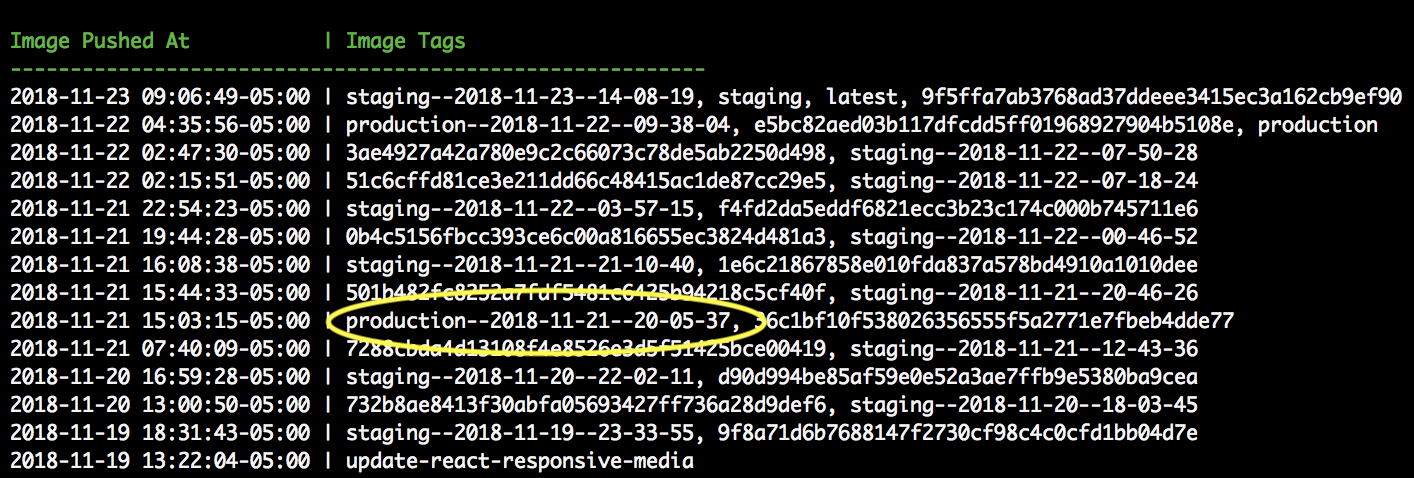 Image Pushed At | Image Tags
----------------------------------------------------------
2018-11-23 09:06:49-05:00 | staging--2018-11-23--14-08-19, staging, latest, 9f5ffa7ab3768ad37ddeee3415ec3a162cb9ef90
2018-11-22 04:35:56-05:00 | production--2018-11-22--09-38-04, e5bc82aed03b117dfcdd5ff01968927904b5108e, production
2018-11-22 02:47:30-05:00 | 3ae4927a42a780e9c2c66073c78de5ab2250d498, staging--2018-11-22--07-50-28
2018-11-22 02:15:51-05:00 | 51c6cffd81ce3e211dd66c48415ac1de87cc29e5, staging--2018-11-22--07-18-24
2018-11-21 22:54:23-05:00 | staging--2018-11-22--03-57-15, f4fd2da5eddf6821ecc3b23c174c000b745711e6
2018-11-21 19:44:28-05:00 | 0b4c5156fbcc393ce6c00a816655ec3824d481a3, staging--2018-11-22--00-46-52
2018-11-21 16:08:38-05:00 | staging--2018-11-21--21-10-40, 1e6c21867858e010fda837a578bd4910a1010dee
2018-11-21 15:44:33-05:00 | staging--2018-11-21--20-46-26
2018-11-21 15:03:15-05:00 | production--2018-11-21--20-05-37, 36c1bf10f538026356555f5a2771e7fbeb4dde77
2018-11-21 07:40:09-05:00 | staging--2018-11-21--12-43-36
2018-11-20 16:59:28-05:00 | staging--2018-11-20--22-02-11, d90d994be85af59e0e52a3ae7ffb9e5380ba9cea
2018-11-20 13:00:50-05:00 | 732b8ae8413f30abfa05693427ff736a28d9def6, staging--2018-11-20--18-03-45
2018-11-19 18:31:43-05:00 | staging--2018-11-19--23-33-55, 9f8a71d6b7688147f2730cf98c4c0cfd1bb04d7e
2018-11-19 13:22:04-05:00 | update-react-responsive-media